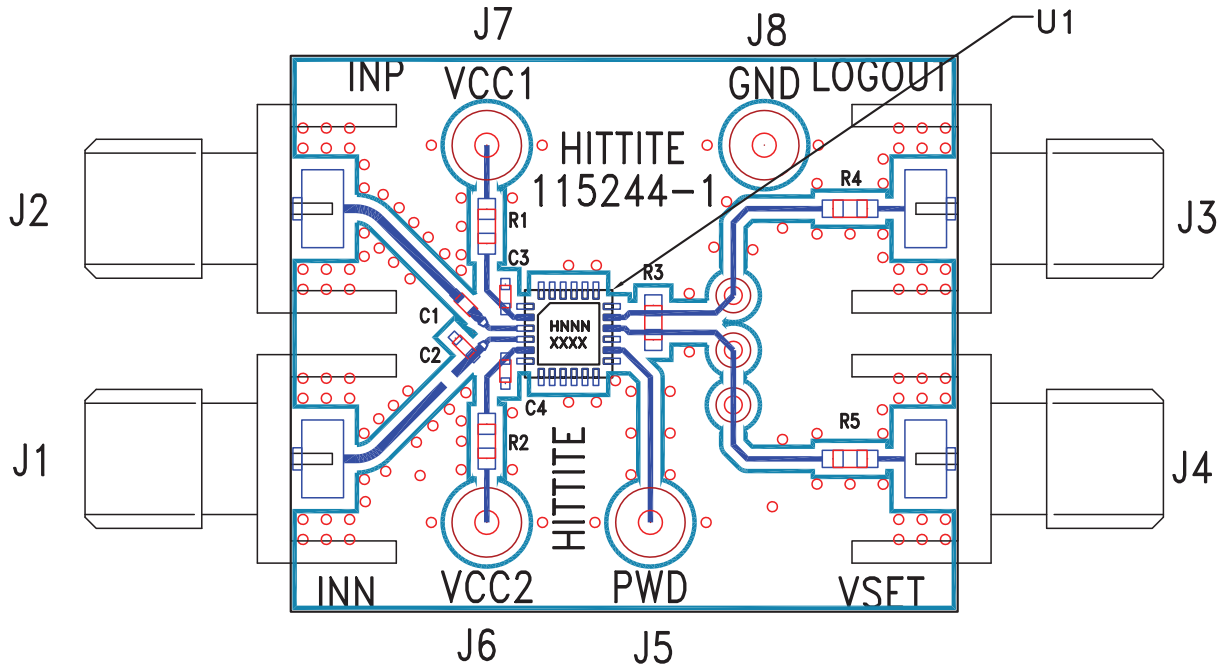 J7
J8
U1
INP
VCC1
GND
LOGOUT
HITTITE
115244-1
R4
J2
R1
J3
C3
R3
C1
HNNN
XXXX
C2
C4
R2
R5
J1
J4
HITTITE
INN
VCC2
PWD
VSET
J6
J5